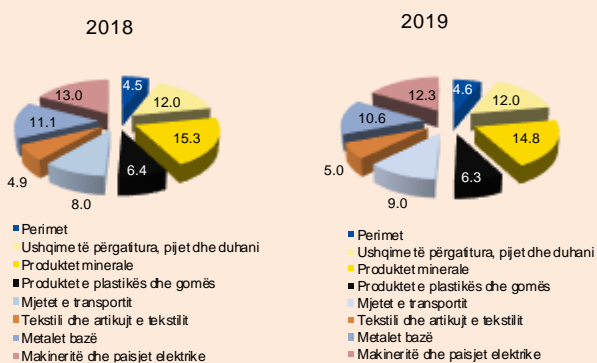 2018
4.5
12.0
15.3
6.4
8.0
4.9
11.1
13.0
Perimet
Ushqime të përgatitura, pijet dhe duhani
Produktet minerale
Produktet e plastikës dhe gomës
Mjetet e transportit
Tekstili dhe artikujt e tekstilit
Metalet bazë
Makineritë dhe paisjet elektrike
2019
4.6
12.0
14.8
6.3
9.0
5.0
10.6
12.3
Perimet
Ushqime të përgatitura, pijet dhe duhani
Produktet minerale
Produktet e plastikës dhe gomës
Mjetet e transportit
Tekstili dhe artikujt e tekstilit
Metalet bazë
Makineritë dhe paisjet elektrike